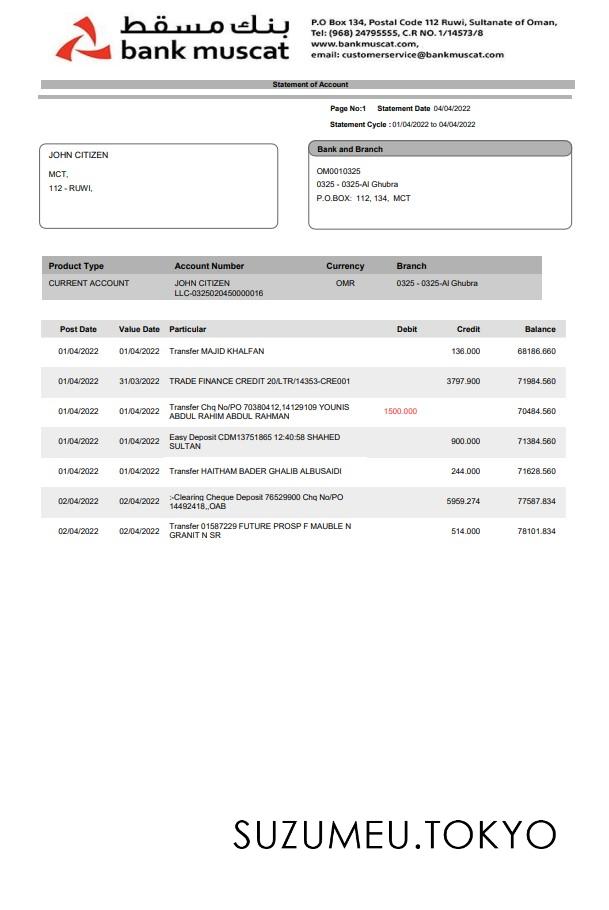 بنك مسقط
bank muscat
P.O Box 134, Postal Code 112 Ruwi, Sultanate of Oman,
Tel: (968) 24795555, C.R NO. 1/14573/8
www.bankmuscat.com,
email: customerservice@bankmuscat.com
Statement of Account
Page No:1 Statement Date 04/04/2022
Statement Cycle : 01/04/2022 to 04/04/2022
JOHN CITIZEN
MCT,
112 - RUWI,
Bank and Branch
OM0010325
0325 - 0325-Al Ghubra
P.O.BOX: 112, 134, MCT
Product Type Account Number Currency Branch
CURRENT ACCOUNT JOHN CITIZEN OMR 0325 - 0325-Al Ghubra
LLC-0325020450000016
Post Date Value Date Particular Debit Credit Balance
01/04/2022 01/04/2022 Transfer MAJID KHALFAN 136.000 68186.660
01/04/2022 31/03/2022 TRADE FINANCE CREDIT 20/LTR/14353-CRE001 3797.900 71984.560
01/04/2022 01/04/2022 Transfer Chq No/PO 70380412,14129109 YOUNIS 1500.000 70484.560
ABDUL RAHIM ABDUL RAHMAN
01/04/2022 01/04/2022 Easy Deposit CDM13751865 12:40:58 SHAHED 900.000 71384.560
SULTAN
01/04/2022 01/04/2022 Transfer HAITHAM BADER GHALIB ALBUSAIDI 244.000 71628.560
02/04/2022 02/04/2022 :-Clearing Cheque Deposit 76529900 Chq No/PO 5959.274 77587.834
14492418,,OAB
02/04/2022 02/04/2022 Transfer 01587229 FUTURE PROSP F MAUBLE N 514.000 78101.834
GRANIT N SR
SUZUMEU.TOKYO